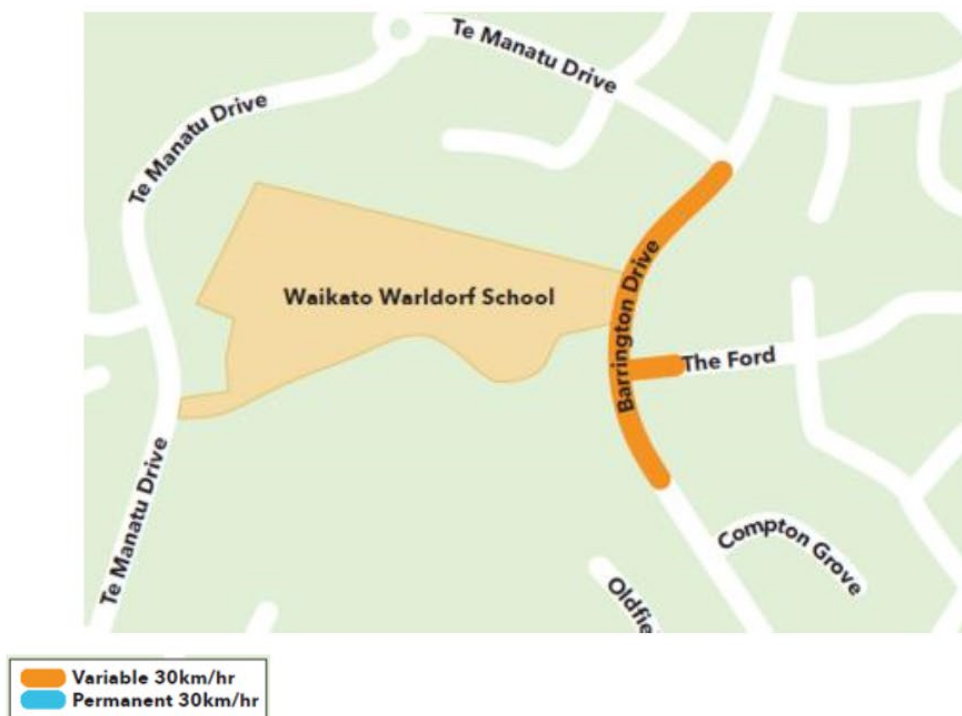 Te Manatu Drive
Te Manatu Drive
Waikato Warldorf School
Barrington Drive
The Ford
Te Manatu Drive
Compton Grove
Oldfie
Variable 30km/hr
Permanent 30km/hr